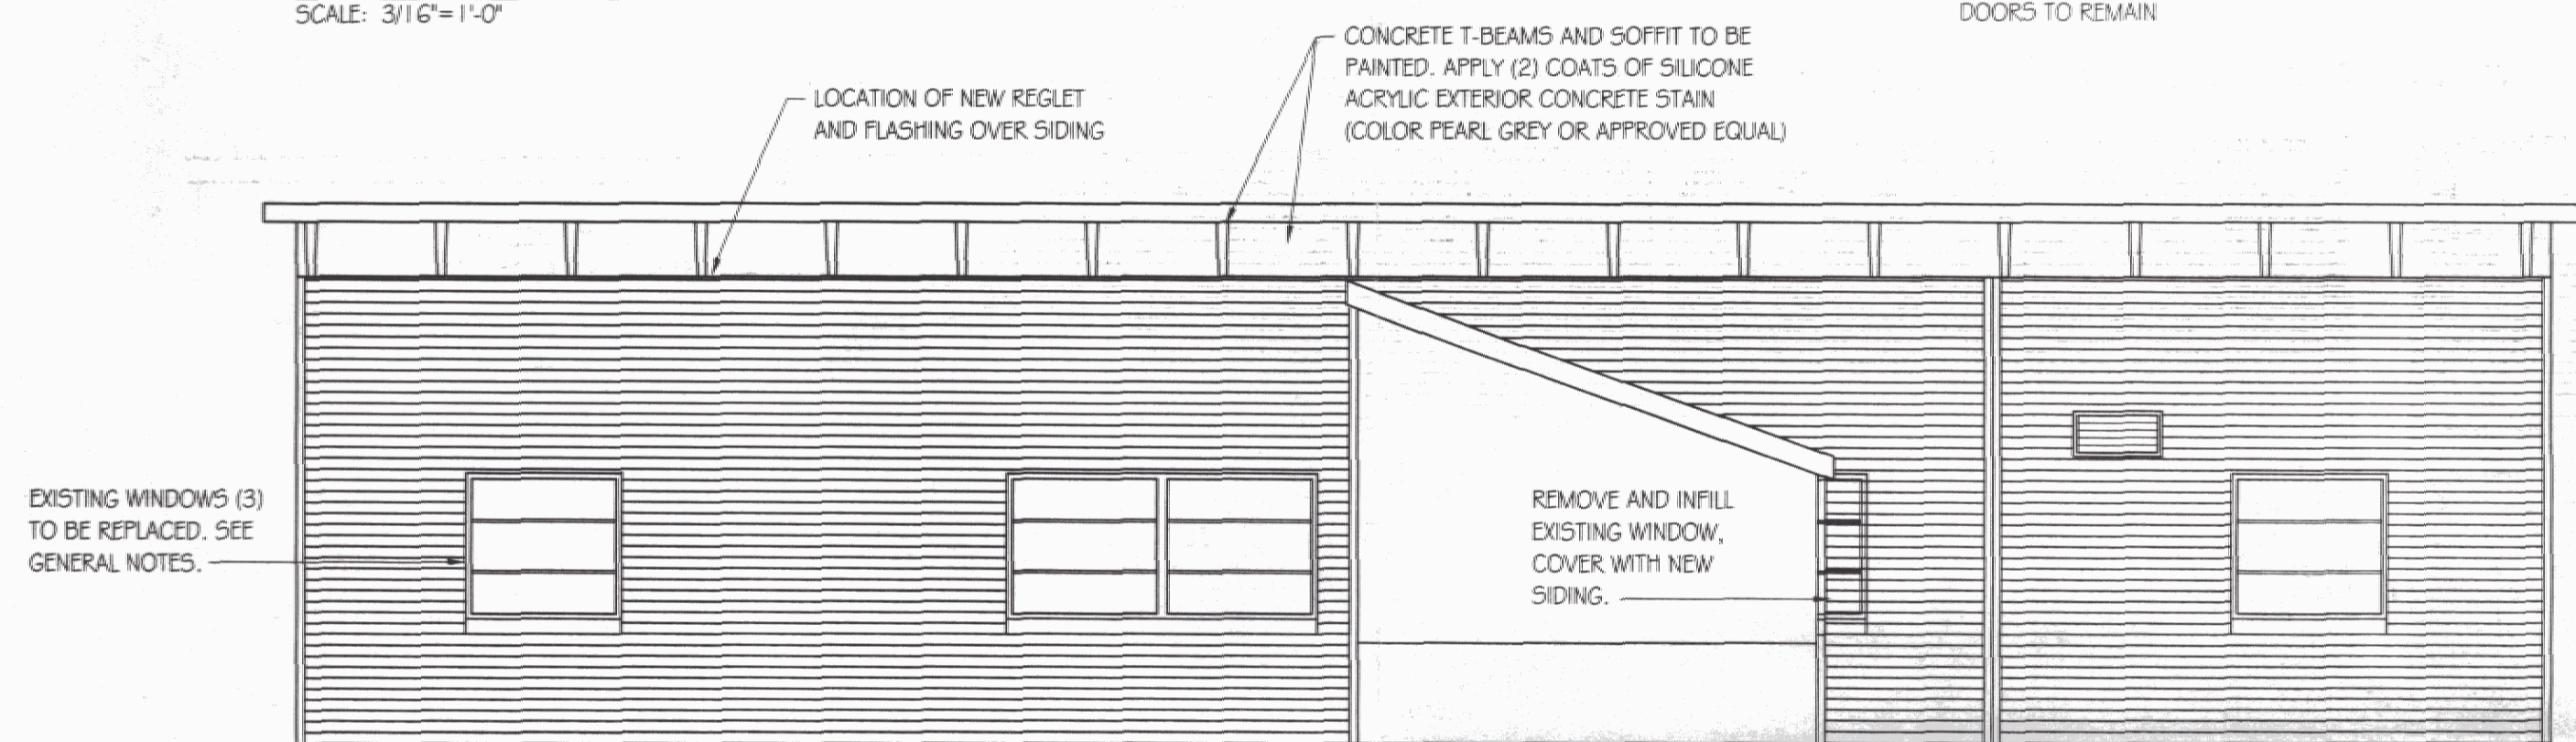 SCALE: 3/16"=1'-0"
DOORS TO REMAIN
CONCRETE T-BEAMS AND SOFFIT TO BE
PAINTED. APPLY (2) COATS OF SILICONE
ACRYLIC EXTERIOR CONCRETE STAIN
(COLOR PEARL GREY OR APPROVED EQUAL)
LOCATION OF NEW REGLET
AND FLASHING OVER SIDING
EXISTING WINDOWS (3)
TO BE REPLACED. SEE
GENERAL NOTES.
REMOVE AND INFILL
EXISTING WINDOW,
COVER WITH NEW
SIDING.